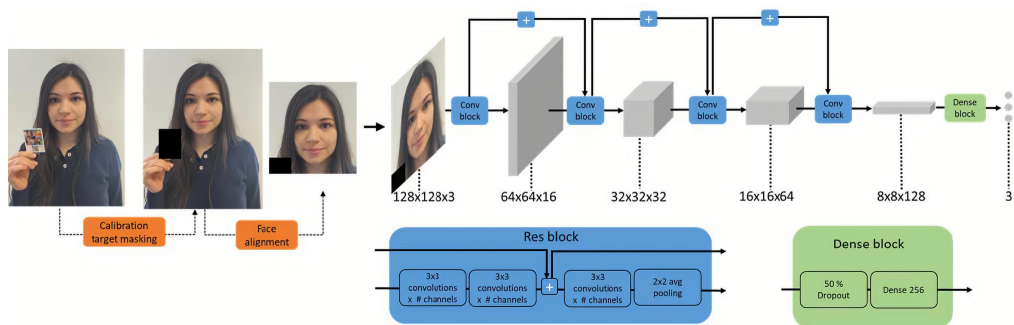 +
+
+
Conv
block
Conv
block
Conv
block
Conv
block
Dense
block
128x128x3
64x64x16
32x32x32
16x16x64
8x8x128
3
Calibration
target masking
Face
alignment
Res block
3x3
convolutions
x # channels
3x3
convolutions
x # channels
+
3x3
convolutions
x # channels
2x2 avg
pooling
Dense block
50 %
Dropout
Dense 256